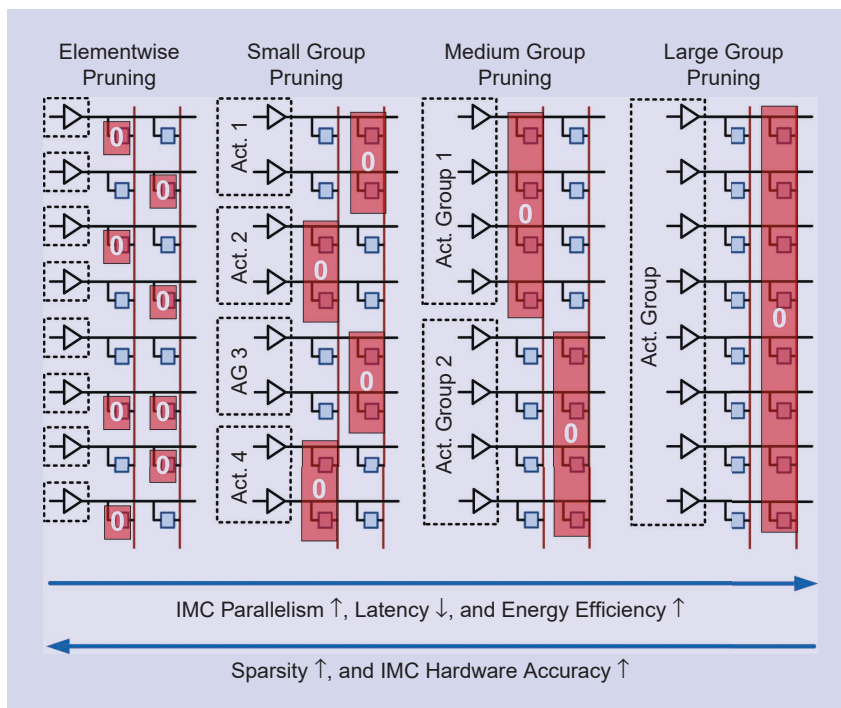 Elementwise
Pruning
Small Group
Pruning
Medium Group
Pruning
Large Group
Pruning
0
0
0
0
0
0
0
0
Act. 1
Act. 2
AG 3
Act. 4
0
0
0
0
Act. Group 1
Act. Group 2
0
0
Act. Group
0
IMC Parallelism ↑, Latency ↓, and Energy Efficiency ↑
Sparsity ↑, and IMC Hardware Accuracy ↑